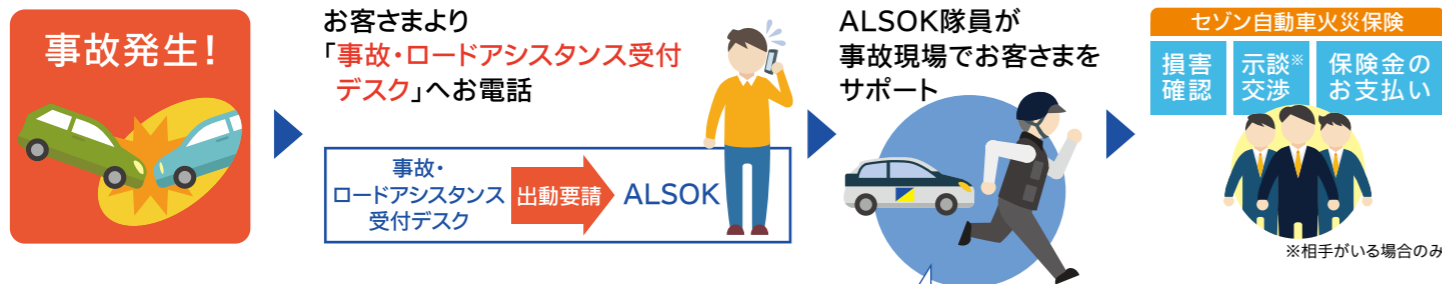 事故発生！
お客さまより
「事故・ロードアシスタンス受付
デスク」へお電話
事故・
ロードアシスタンス
受付デスク
出動要請
ALSOK
ALSOK隊員が
事故現場でお客さまを
サポート
セゾン自動車火災保険
損害
確認
示談※
交渉
保険金の
お支払い
※相手がいる場合のみ